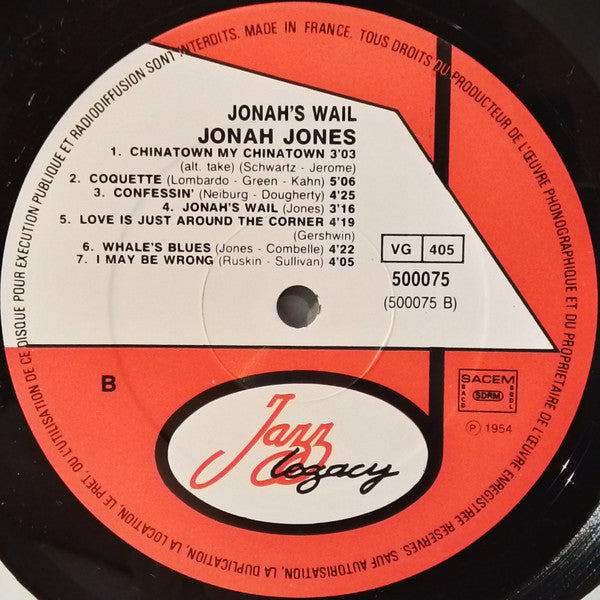 JONAH'S WAIL
JONAH JONES
1. CHINATOWN MY CHINATOWN 3'03
(alt. take) (Schwartz - Jerome)
2. COQUETTE (Lombardo - Green - Kahn) 5'06
3. CONFESSIN' (Neiburg - Dougherty) 4'25
4. JONAH'S WAIL (Jones) 3'16
5. LOVE IS JUST AROUND THE CORNER 4'19
(Gershwin)
6. WHALE'S BLUES (Jones - Combelle) 4'22
7. I MAY BE WRONG (Ruskin - Sullivan) 4'05
VG 405
500075
(500075 B)
B
SACEM
SACD SDRM SGDL
Ⓟ 1954
Jazz
Legacy
MADE IN FRANCE. TOUS DROITS DU PRODUCTEUR DE L'ŒUVRE PHONOGRAPHIQUE ET DU PROPRIETAIRE DE L'ŒUVRE ENREGISTREE RESERVES. SAUF AUTORISATION, LA DUPLICATION, LA LOCATION, LE PRET, OU L'UTILISATION DE CE DISQUE POUR EXECUTION PUBLIQUE ET RADIODIFFUSION SONT INTERDITS.